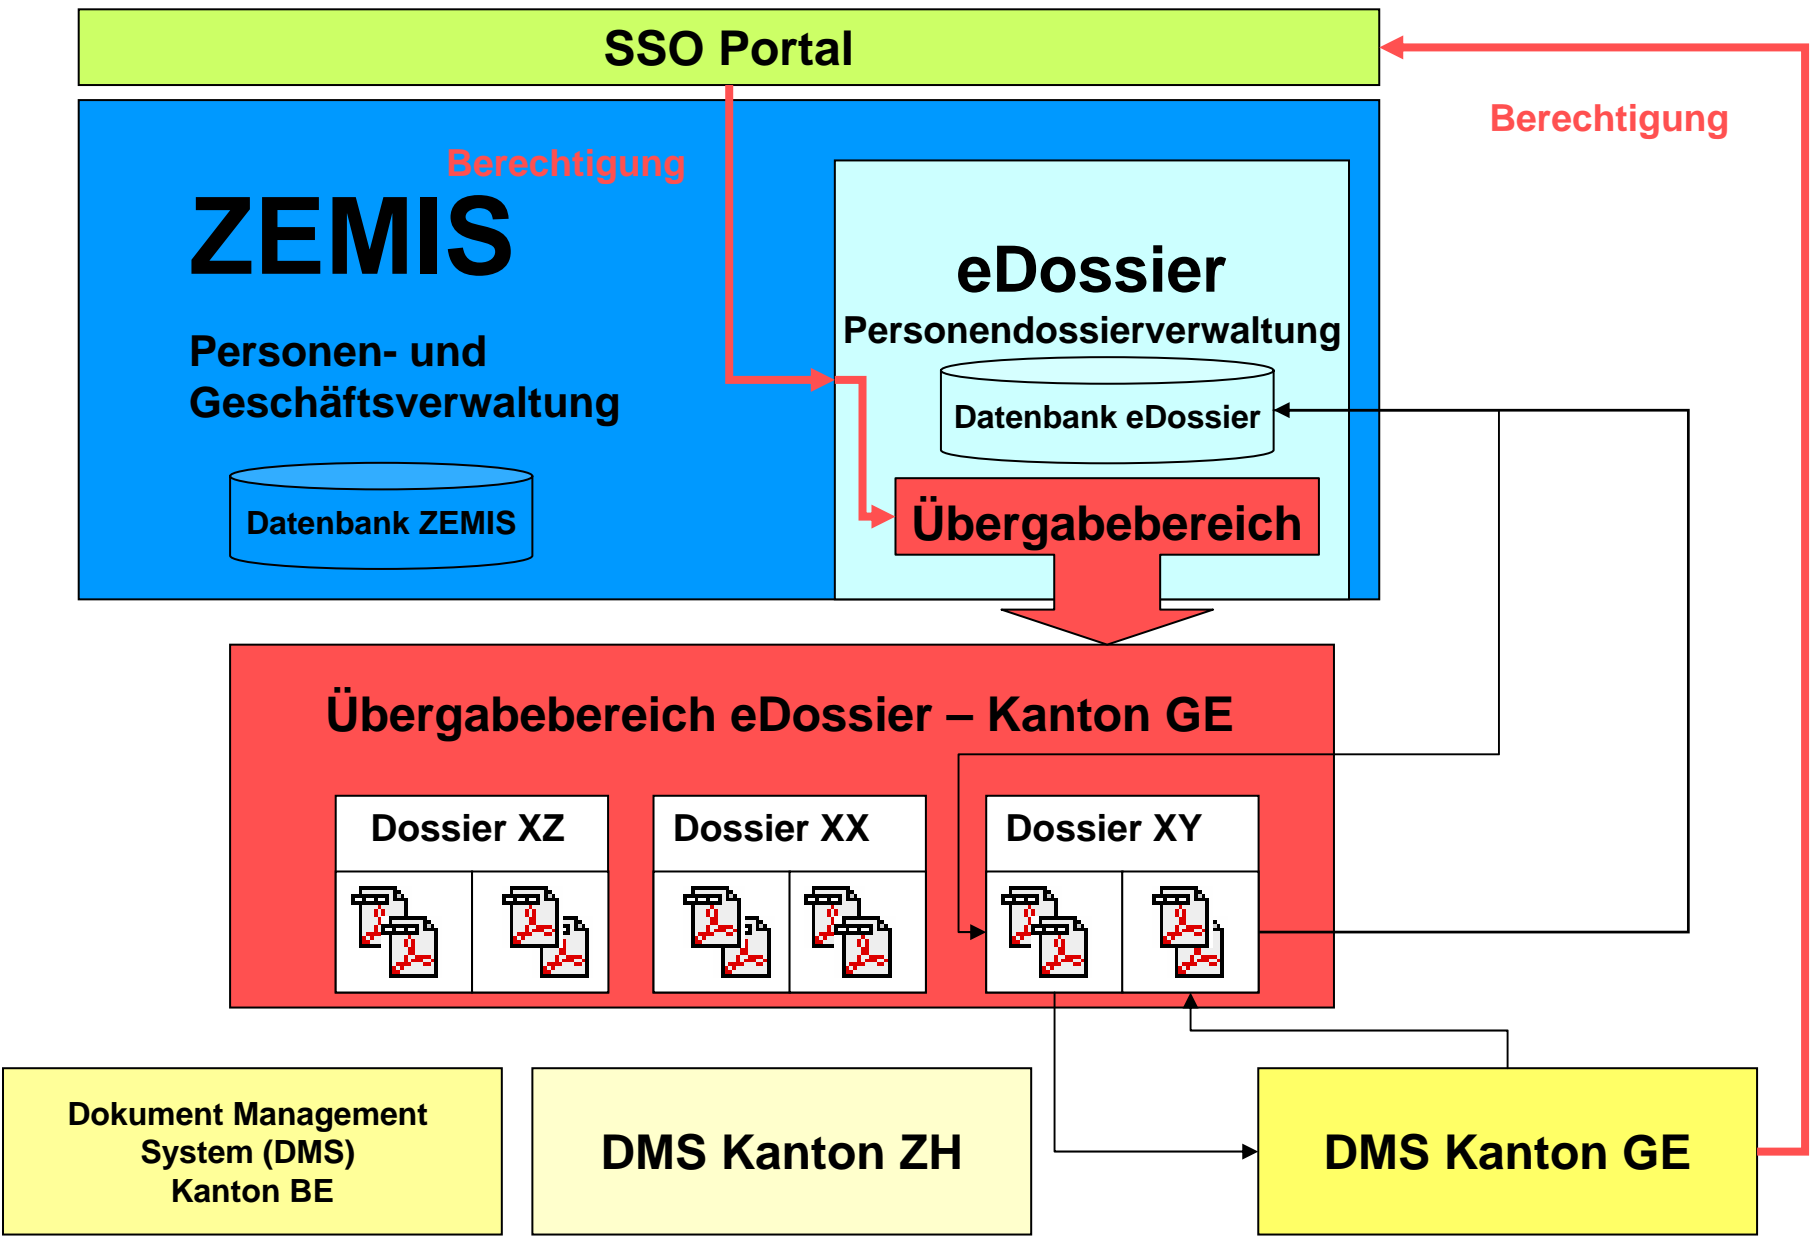 SSO Portal
Berechtigung
Berechtigung
ZEMIS
Personen- und
Geschäftsverwaltung
Datenbank ZEMIS
eDossier
Personendossierverwaltung
Datenbank eDossier
Übergabebereich
Übergabebereich eDossier – Kanton GE
Dossier XZ
Dossier XX
Dossier XY
Dokument Management
System (DMS)
Kanton BE
DMS Kanton ZH
DMS Kanton GE